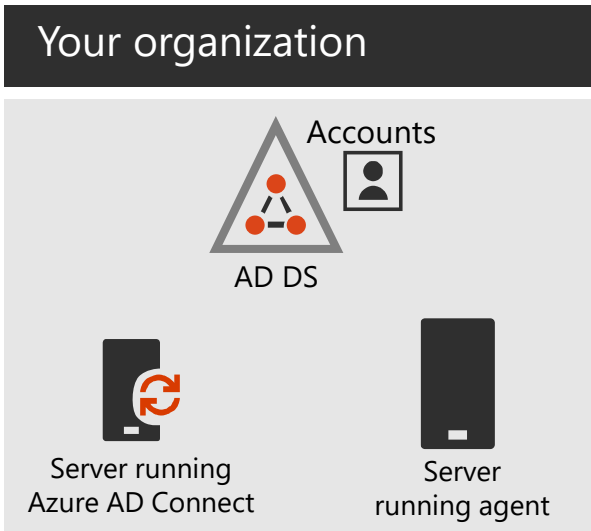 Your organization
Accounts
AD DS
Server running
Azure AD Connect
Server
running agent